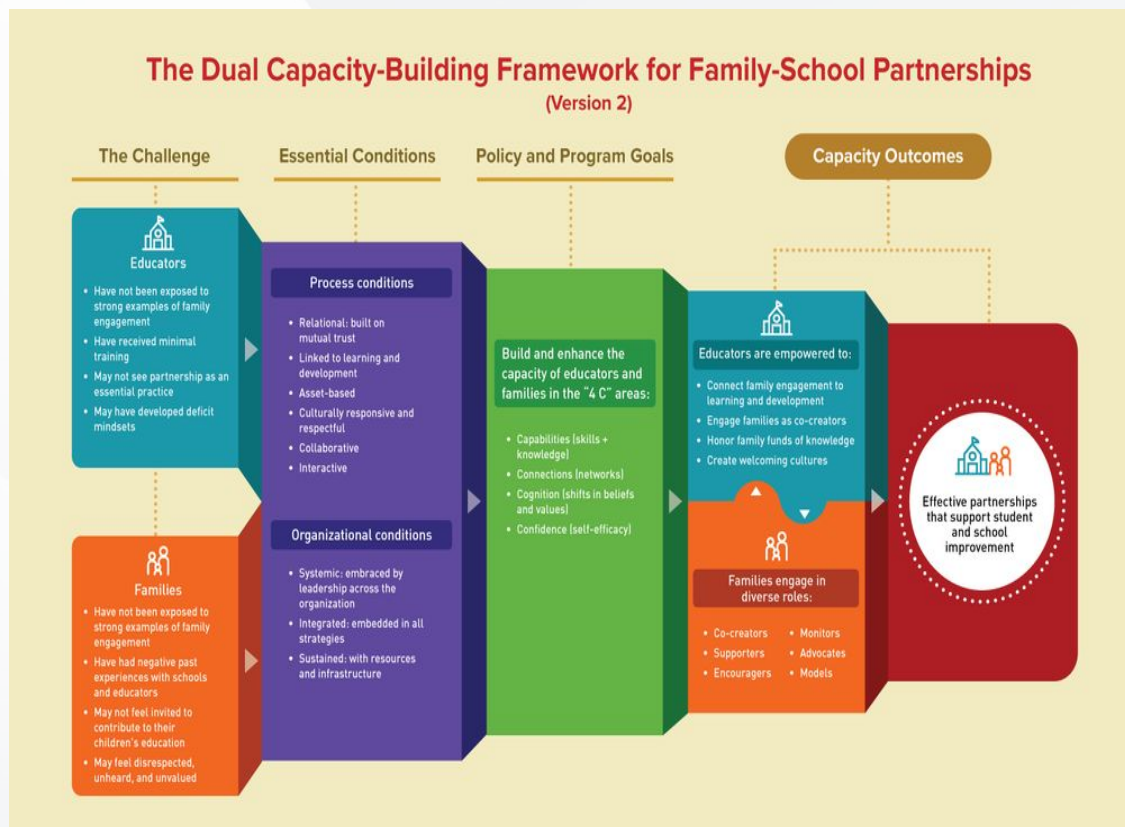 The Dual Capacity-Building Framework for Family-School Partnerships
(Version 2)
The Challenge
Essential Conditions
Policy and Program Goals
Capacity Outcomes
Educators
• Have not been exposed to
strong examples of family
engagement
• Have received minimal
training
• May not see partnership as an
essential practice
• May have developed deficit
mindsets
Families
• Have not been exposed to
strong examples of family
engagement
• Have had negative past
experiences with schools
and educators
• May not feel invited to
contribute to their
children's education
• May feel disrespected,
unheard, and unvalued
Process conditions
• Relational: built on
mutual trust
• Linked to learning and
development
• Asset-based
• Culturally responsive and
respectful
• Collaborative
• Interactive
Organizational conditions
• Systemic: embraced by
leadership across the
organization
• Integrated: embedded in all
strategies
• Sustained: with resources
and infrastructure
Build and enhance the
capacity of educators and
families in the "4 C" areas:
• Capabilities (skills +
knowledge)
• Connections (networks)
• Cognition (shifts in beliefs
and values)
• Confidence (self-efficacy)
Educators are empowered to:
• Connect family engagement to
learning and development
• Engage families as co-creators
• Honor family funds of knowledge
• Create welcoming cultures
Families engage in
diverse roles:
• Co-creators
• Supporters
• Encouragers
• Monitors
• Advocates
• Models
Effective partnerships
that support student
and school
improvement